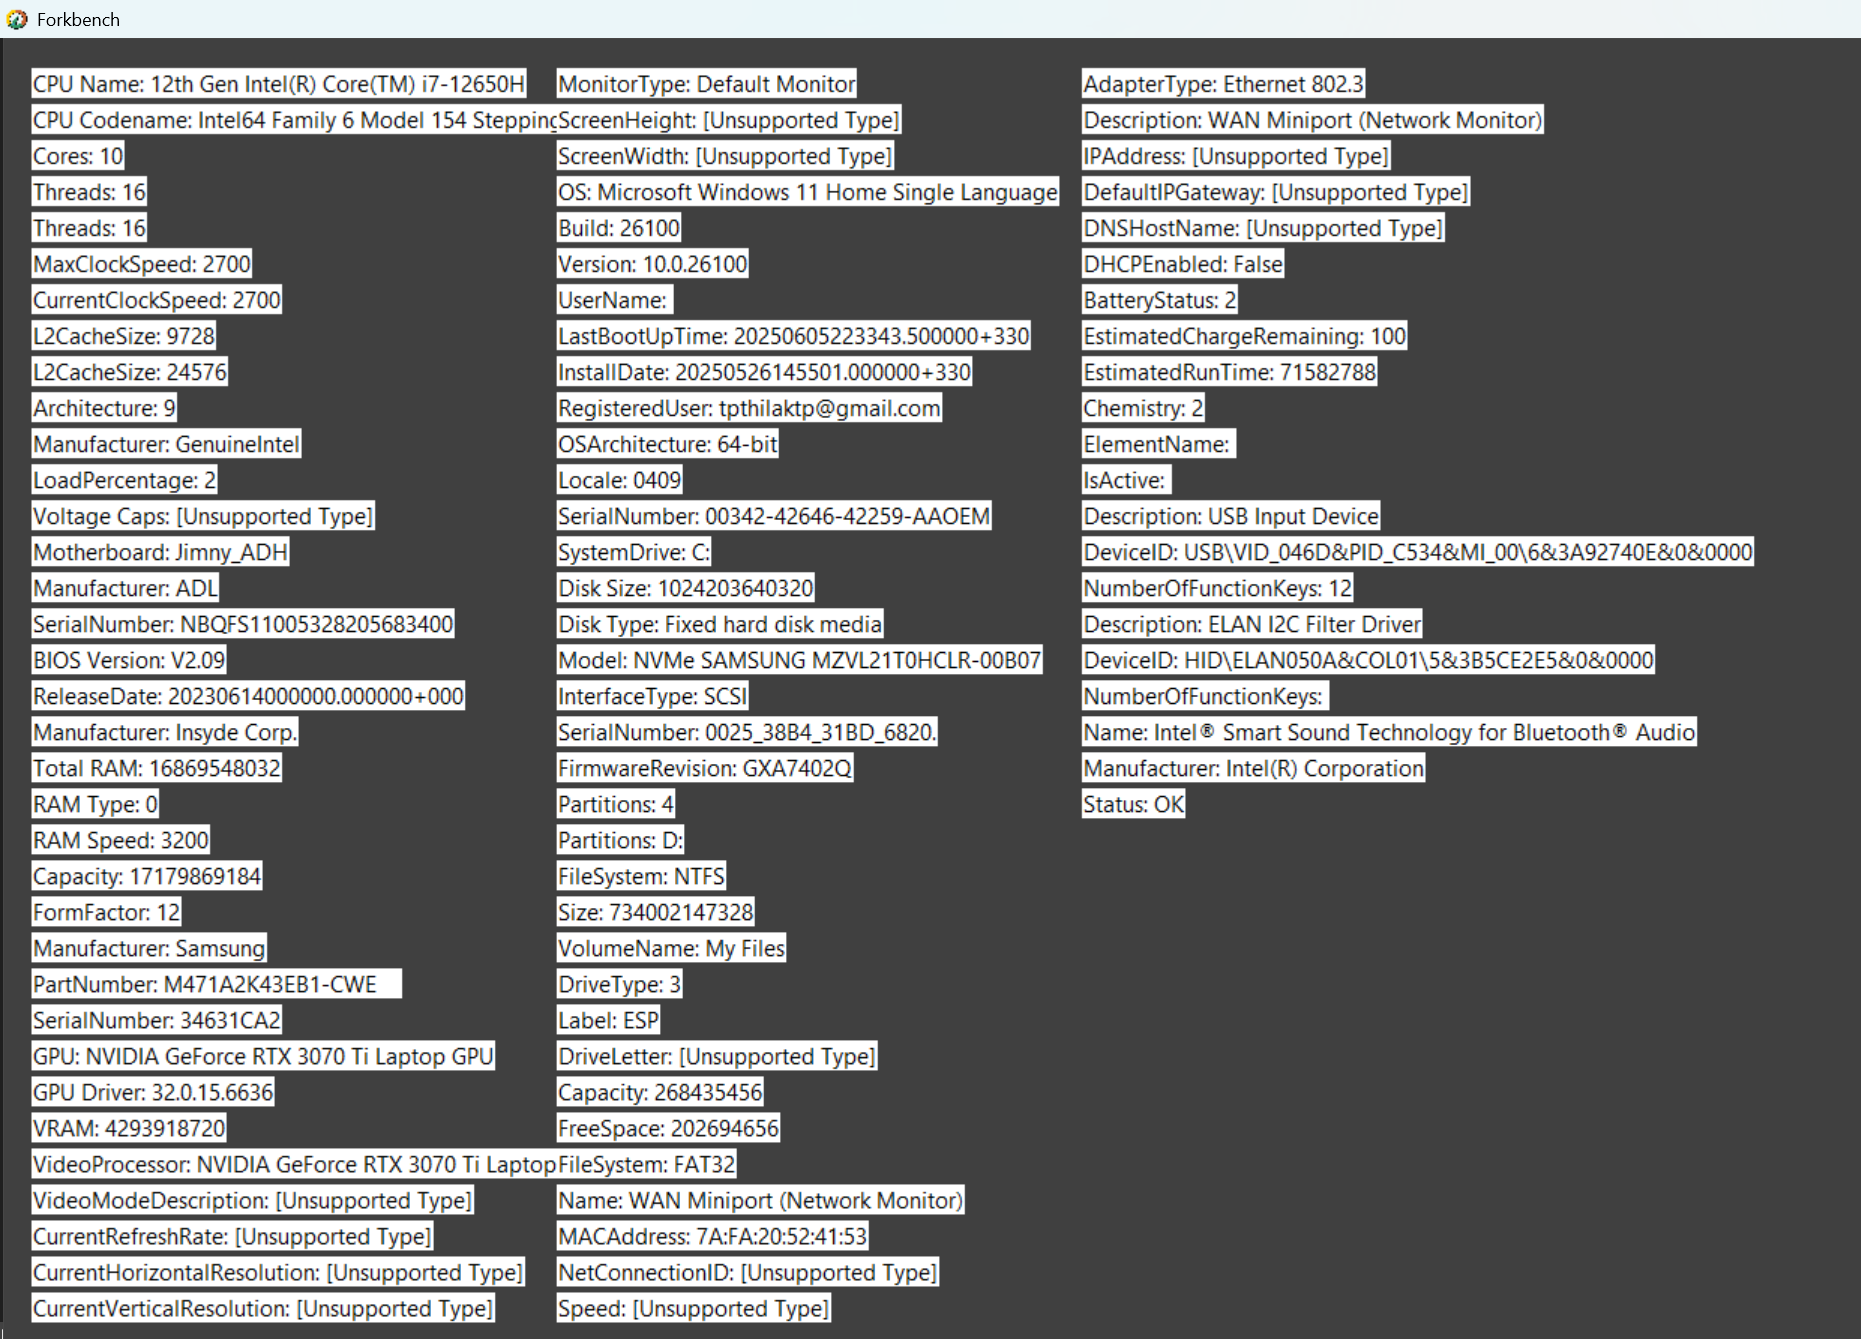 Forkbench
CPU Name: 12th Gen Intel(R) Core(TM) i7-12650H
CPU Codename: Intel64 Family 6 Model 154 Stepping
Cores: 10
Threads: 16
Threads: 16
MaxClockSpeed: 2700
CurrentClockSpeed: 2700
L2CacheSize: 9728
L2CacheSize: 24576
Architecture: 9
Manufacturer: GenuineIntel
LoadPercentage: 2
Voltage Caps: [Unsupported Type]
Motherboard: Jimny_ADH
Manufacturer: ADL
SerialNumber: NBQFS11005328205683400
BIOS Version: V2.09
ReleaseDate: 20230614000000.000000+000
Manufacturer: Insyde Corp.
Total RAM: 16869548032
RAM Type: 0
RAM Speed: 3200
Capacity: 17179869184
FormFactor: 12
Manufacturer: Samsung
PartNumber: M471A2K43EB1-CWE
SerialNumber: 34631CA2
GPU: NVIDIA GeForce RTX 3070 Ti Laptop GPU
GPU Driver: 32.0.15.6636
VRAM: 4293918720
VideoProcessor: NVIDIA GeForce RTX 3070 Ti Laptop
VideoModeDescription: [Unsupported Type]
CurrentRefreshRate: [Unsupported Type]
CurrentHorizontalResolution: [Unsupported Type]
CurrentVerticalResolution: [Unsupported Type]
MonitorType: Default Monitor
ScreenHeight: [Unsupported Type]
ScreenWidth: [Unsupported Type]
OS: Microsoft Windows 11 Home Single Language
Build: 26100
Version: 10.0.26100
UserName:
LastBootUpTime: 20250605223343.500000+330
InstallDate: 20250526145501.000000+330
RegisteredUser: tpthilaktp@gmail.com
OSArchitecture: 64-bit
Locale: 0409
SerialNumber: 00342-42646-42259-AAOEM
SystemDrive: C:
Disk Size: 1024203640320
Disk Type: Fixed hard disk media
Model: NVMe SAMSUNG MZVL21T0HCLR-00B07
InterfaceType: SCSI
SerialNumber: 0025_38B4_31BD_6820.
FirmwareRevision: GXA7402Q
Partitions: 4
Partitions: D:
FileSystem: NTFS
Size: 734002147328
VolumeName: My Files
DriveType: 3
Label: ESP
DriveLetter: [Unsupported Type]
Capacity: 268435456
FreeSpace: 202694656
FileSystem: FAT32
Name: WAN Miniport (Network Monitor)
MACAddress: 7A:FA:20:52:41:53
NetConnectionID: [Unsupported Type]
Speed: [Unsupported Type]
AdapterType: Ethernet 802.3
Description: WAN Miniport (Network Monitor)
IPAddress: [Unsupported Type]
DefaultIPGateway: [Unsupported Type]
DNSHostName: [Unsupported Type]
DHCPEnabled: False
BatteryStatus: 2
EstimatedChargeRemaining: 100
EstimatedRunTime: 71582788
Chemistry: 2
ElementName:
IsActive:
Description: USB Input Device
DeviceID: USB\VID_046D&PID_C534&MI_00\6&3A92740E&0&0000
NumberOfFunctionKeys: 12
Description: ELAN I2C Filter Driver
DeviceID: HID\ELAN050A&COL01\5&3B5CE2E5&0&0000
NumberOfFunctionKeys:
Name: Intel® Smart Sound Technology for Bluetooth® Audio
Manufacturer: Intel(R) Corporation
Status: OK